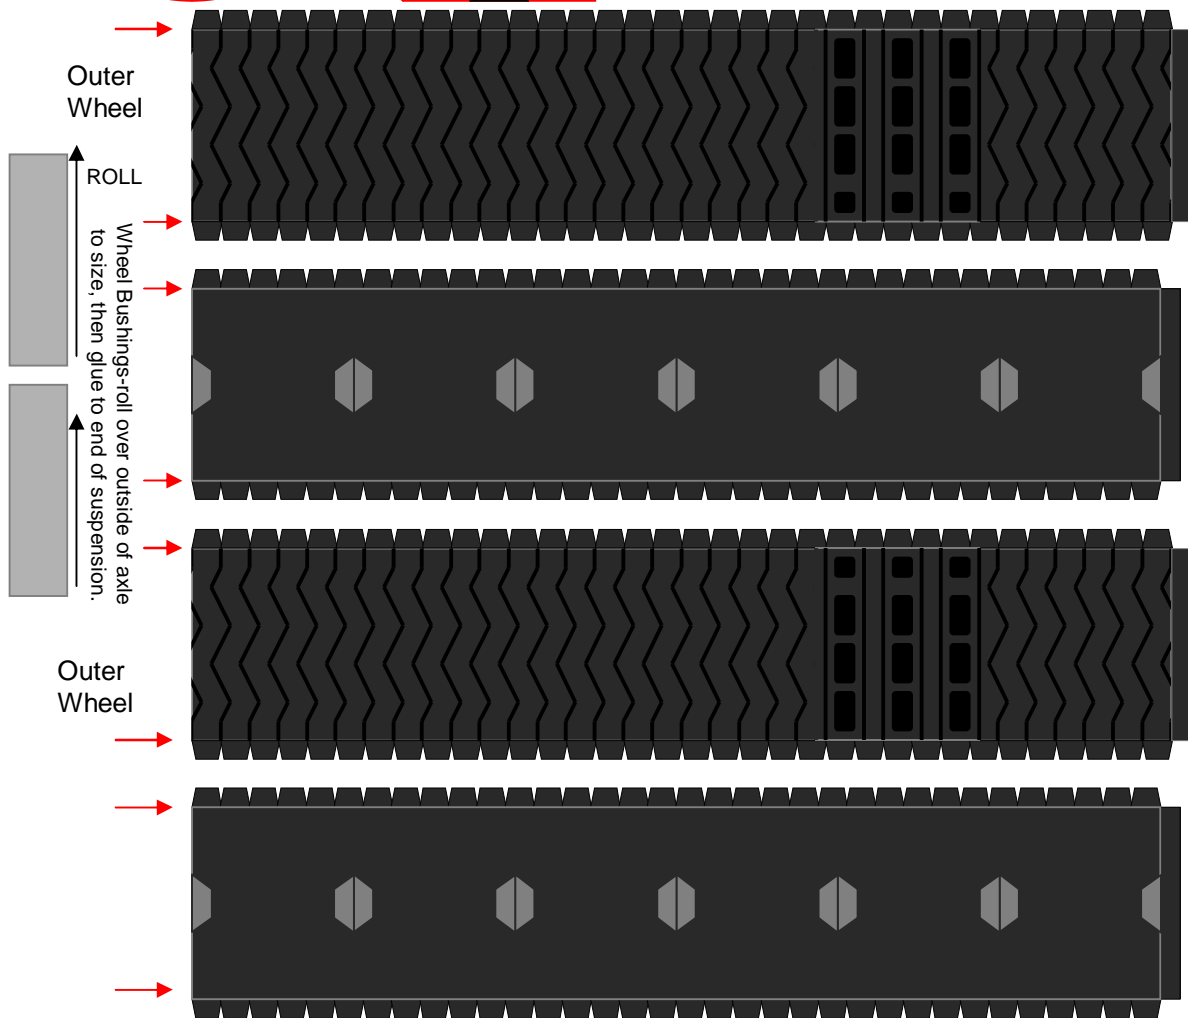 Outer
Wheel
ROLL
Wheel Bushings-roll over outside of axle
to size, then glue to end of suspension.
Outer
Wheel